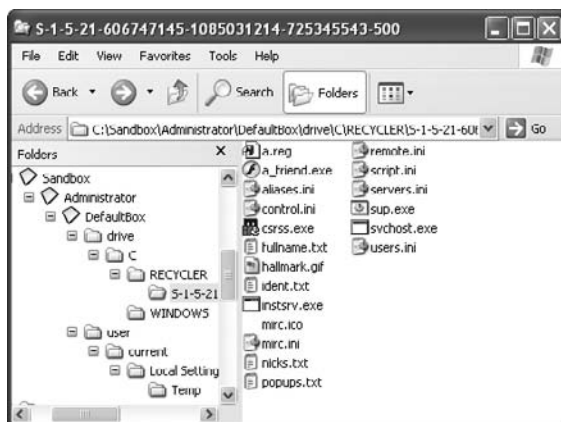 S-1-5-21-606747145-1085031214-725345543-500
File Edit View Favorites Tools Help
Back Search Folders
Address C:\Sandbox\Administrator\DefaultBox\drive\C\RECYCLER\S-1-5-21-606 Go
Folders X
Sandbox
Administrator
DefaultBox
drive
C
RECYCLER
S-1-5-21
WINDOWS
user
current
Local Setting
Temp
a.reg
a_friend.exe
aliases.ini
control.ini
csrss.exe
fullname.txt
hallmark.gif
ident.txt
instsrv.exe
mirc.ico
mirc.ini
nicks.txt
popups.txt
remote.ini
script.ini
servers.ini
sup.exe
svchost.exe
users.ini